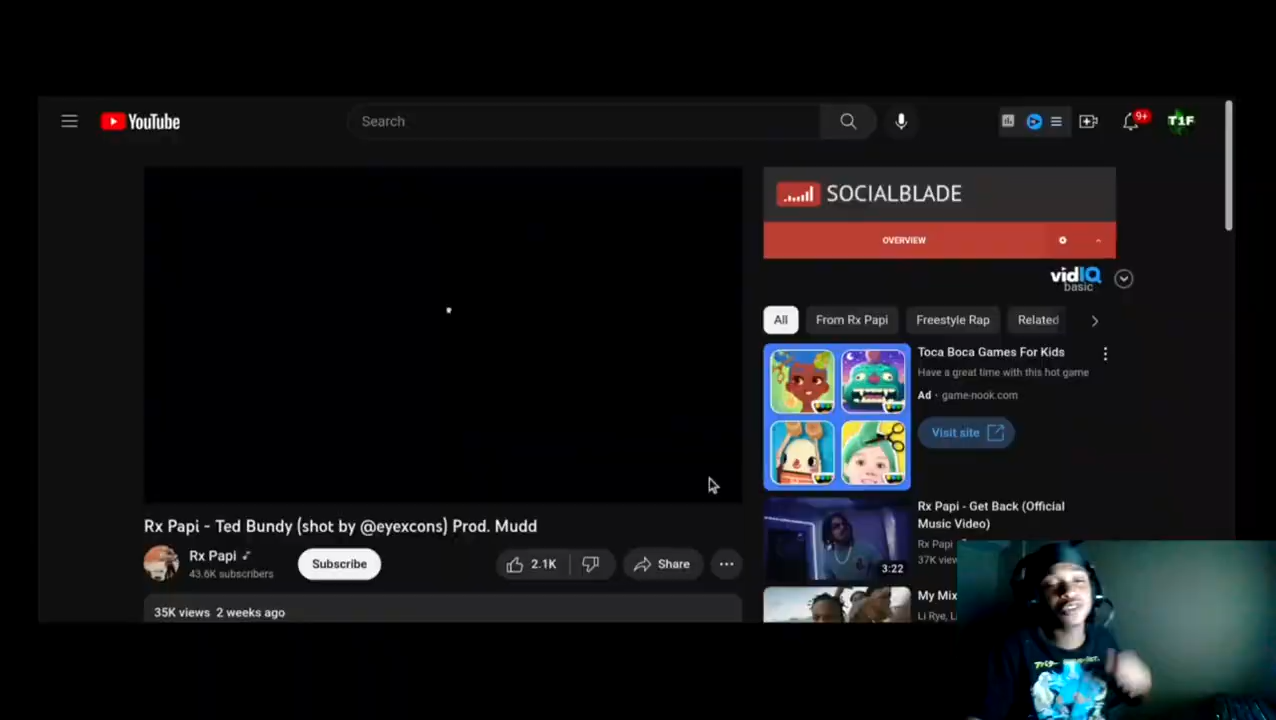 YouTube
Search
9+
T1F
SOCIALBLADE
OVERVIEW
vidIQ
basic
All
From Rx Papi
Freestyle Rap
Related
Toca Boca Games For Kids
Have a great time with this hot game
Ad · game-nook.com
Visit site
Rx Papi - Get Back (Official
Music Video)
Rx Papi
37K view
3:22
My Mix
Li Rye, L
Rx Papi - Ted Bundy (shot by @eyexcons) Prod. Mudd
Rx Papi
43.6K subscribers
Subscribe
2.1K
Share
35K views 2 weeks ago